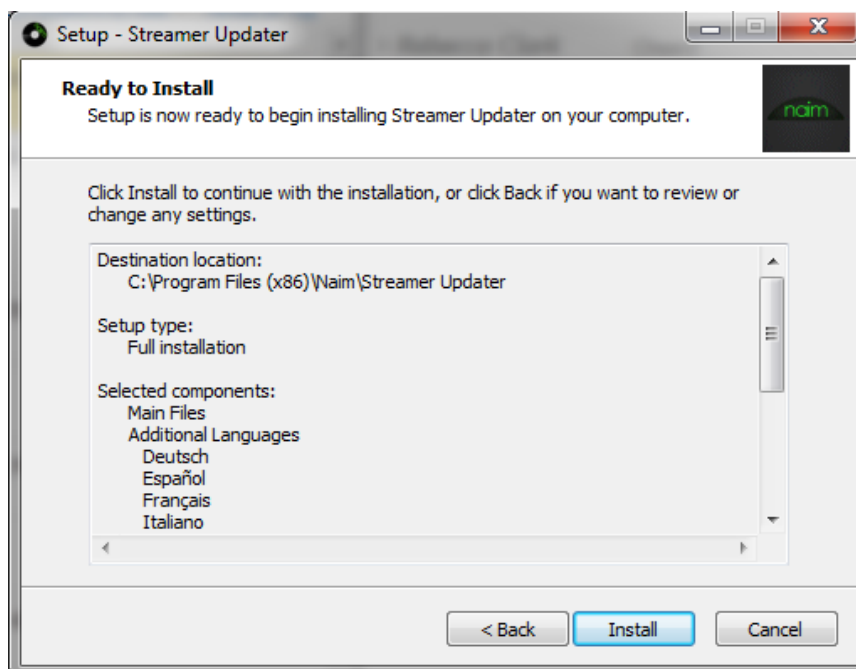 Setup - Streamer Updater
Ready to Install
Setup is now ready to begin installing Streamer Updater on your computer.
naim
Click Install to continue with the installation, or click Back if you want to review or
change any settings.
Destination location:
C:\Program Files (x86)\Naim\Streamer Updater
Setup type:
Full installation
Selected components:
Main Files
Additional Languages
Deutsch
Español
Français
Italiano
< Back
Install
Cancel